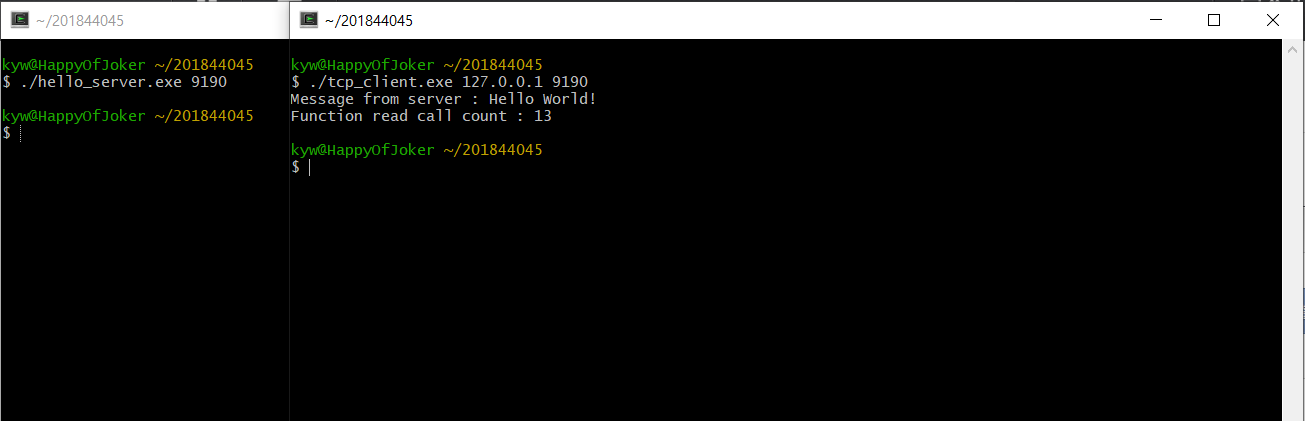 ~/201844045
kyw@HappyOfJoker ~/201844045
$ ./hello_server.exe 9190
kyw@HappyOfJoker ~/201844045
$
~/201844045
kyw@HappyOfJoker ~/201844045
$ ./tcp_client.exe 127.0.0.1 9190
Message from server : Hello World!
Function read call count : 13
kyw@HappyOfJoker ~/201844045
$